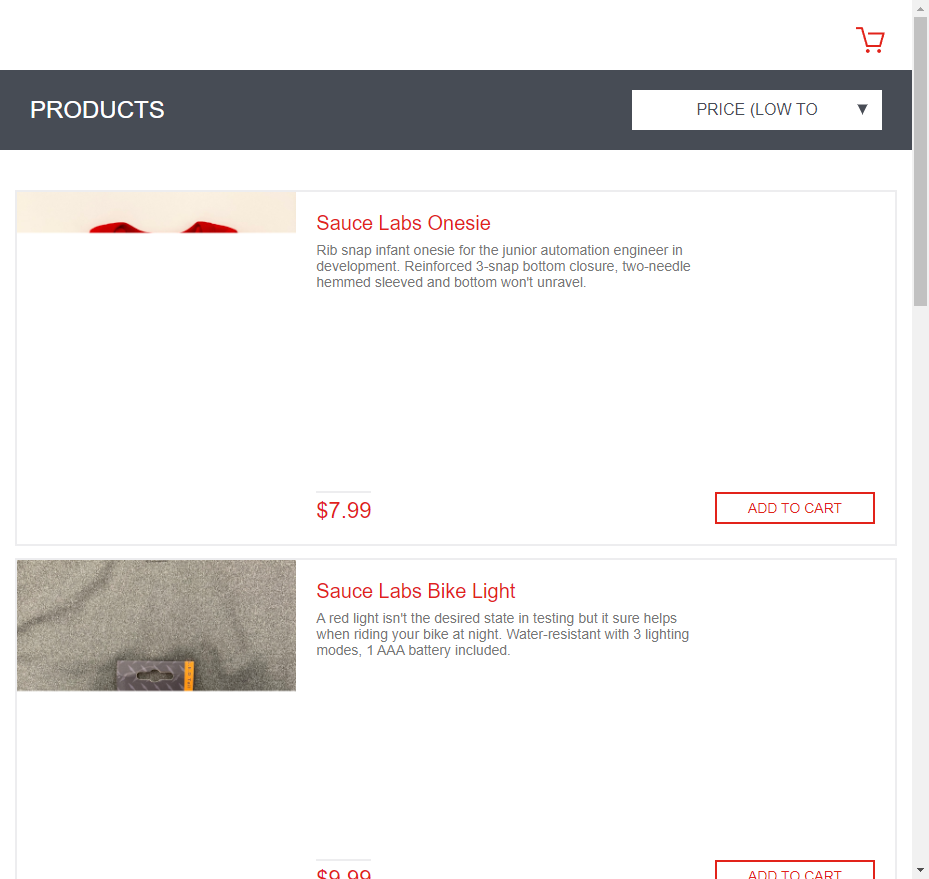 PRODUCTS
PRICE (LOW TO
Sauce Labs Onesie
Rib snap infant onesie for the junior automation engineer in
development. Reinforced 3-snap bottom closure, two-needle
hemmed sleeved and bottom won't unravel.
$7.99
ADD TO CART
Sauce Labs Bike Light
A red light isn't the desired state in testing but it sure helps
when riding your bike at night. Water-resistant with 3 lighting
modes, 1 AAA battery included.
$9.99
ADD TO CART